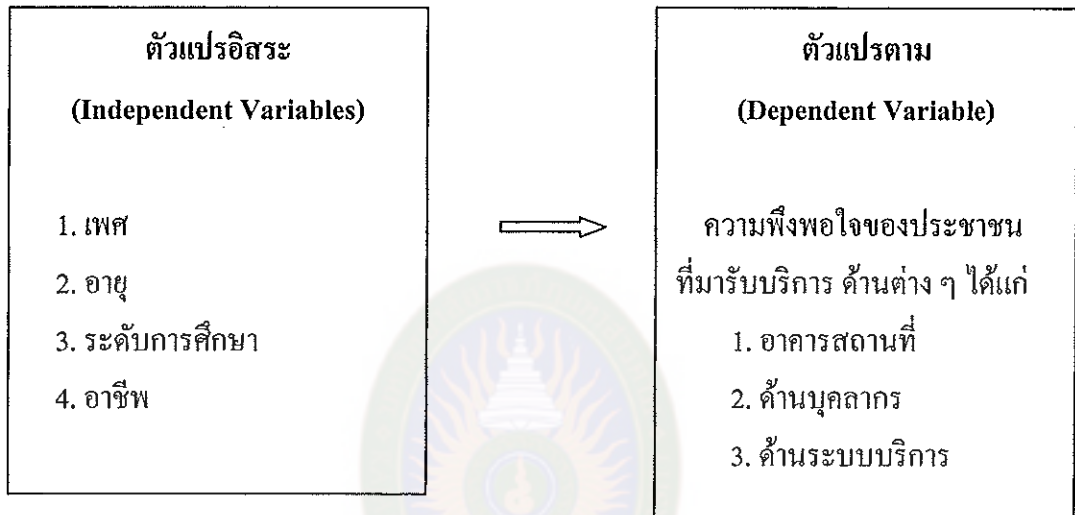 ตัวแปรอิสระ
(Independent Variables)
1. เพศ
2. อายุ
3. ระดับการศึกษา
4. อาชีพ
ตัวแปรตาม
(Dependent Variable)
ความพึงพอใจของประชาชน
ที่มารับบริการ ด้านต่าง ๆ ได้แก่
1. อาคารสถานที่
2. ด้านบุคลากร
3. ด้านระบบบริการ